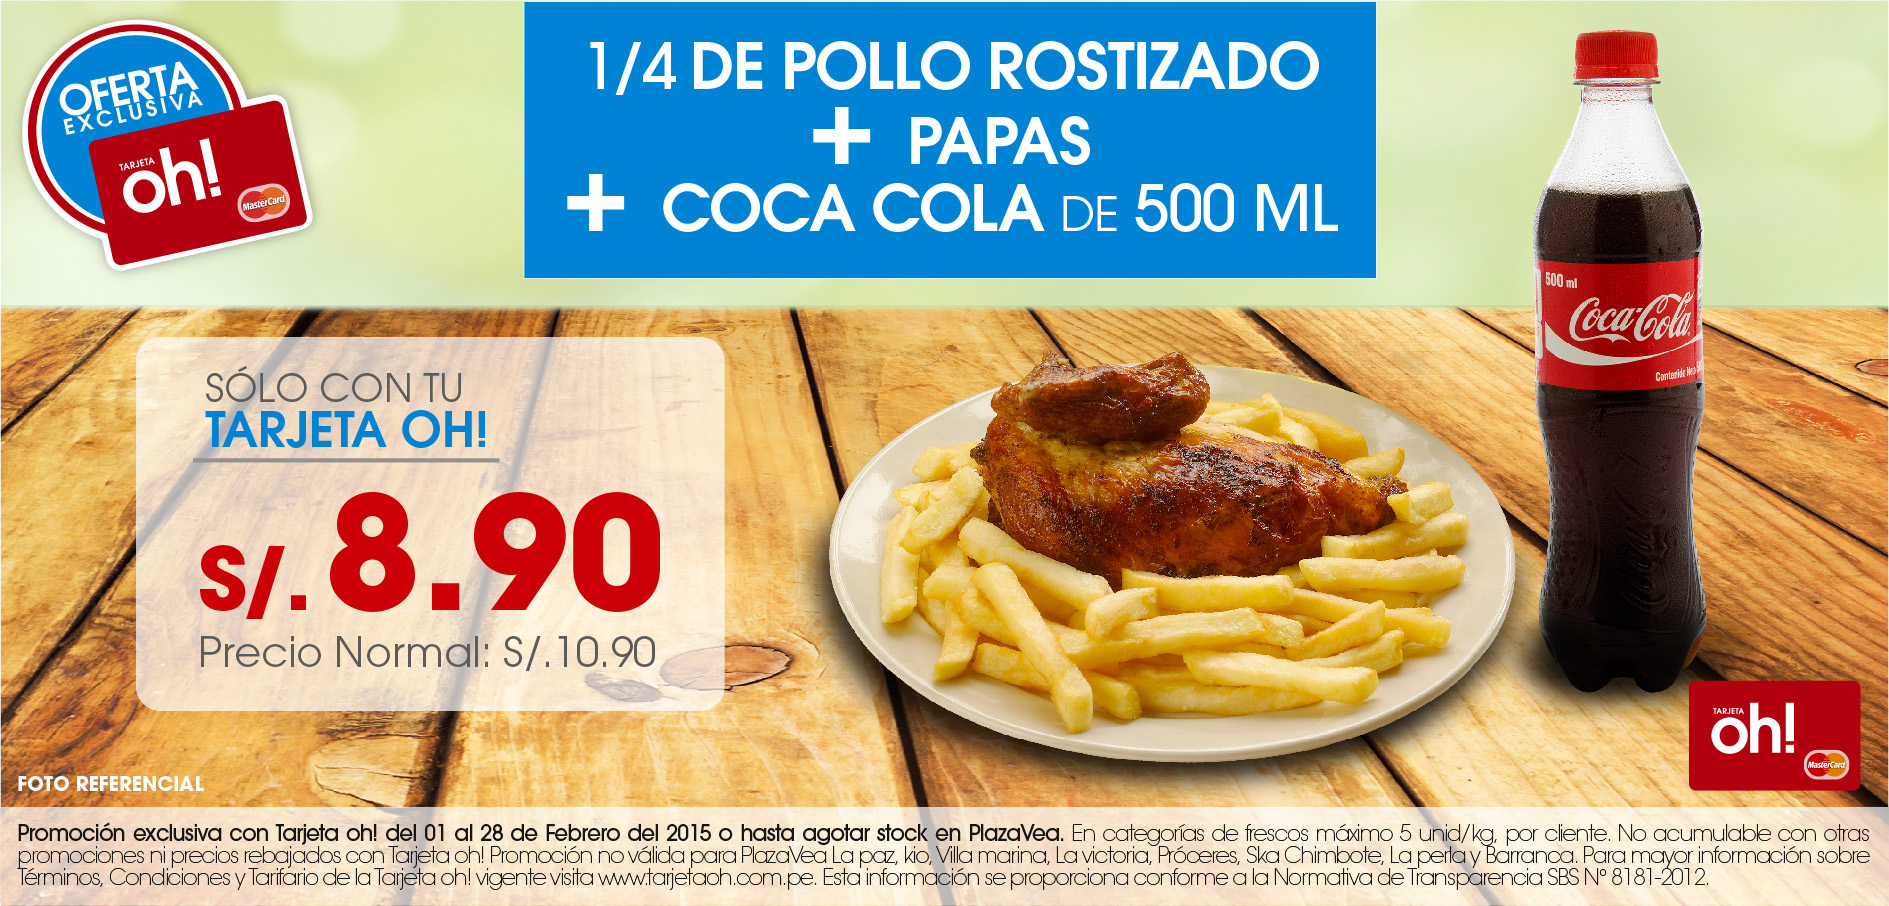 OFERTA
EXCLUSIVA
TARJETA
oh!
MasterCard
1/4 DE POLLO ROSTIZADO
+ PAPAS
+ COCA COLA DE 500 ML
500 ml
Coca-Cola
Contenido Neto
SÓLO CON TU
TARJETA OH!
S/. 8.90
Precio Normal: S/.10.90
TARJETA
oh!
MasterCard
FOTO REFERENCIAL
Promoción exclusiva con Tarjeta oh! del 01 al 28 de Febrero del 2015 o hasta agotar stock en PlazaVea. En categorías de frescos máximo 5 unid/kg, por cliente. No acumulable con otras
promociones ni precios rebajados con Tarjeta oh! Promoción no válida para PlazaVea La paz, kio, Villa marina, La victoria, Próceres, Ska Chimbote, La perla y Barranca. Para mayor información sobre
Términos, Condiciones y Tarifario de la Tarjeta oh! vigente visita www.tarjetaoh.com.pe. Esta información se proporciona conforme a la Normativa de Transparencia SBS N° 8181-2012.